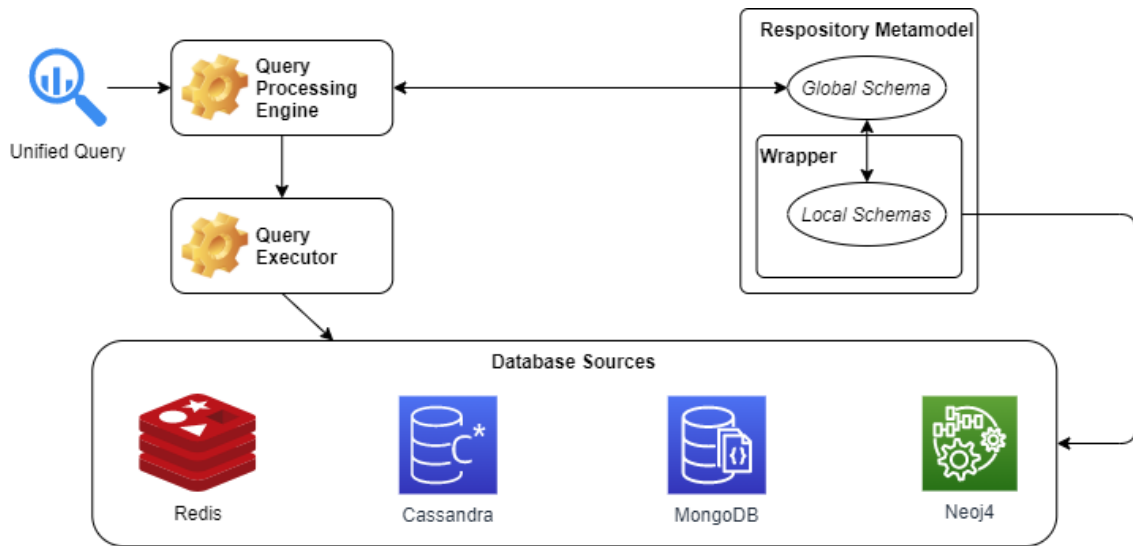 Unified Query
Query
Processing
Engine
Query
Executor
Respository Metamodel
Global Schema
Wrapper
Local Schemas
Database Sources
Redis
C*
Cassandra
{}
MongoDB
Neoj4